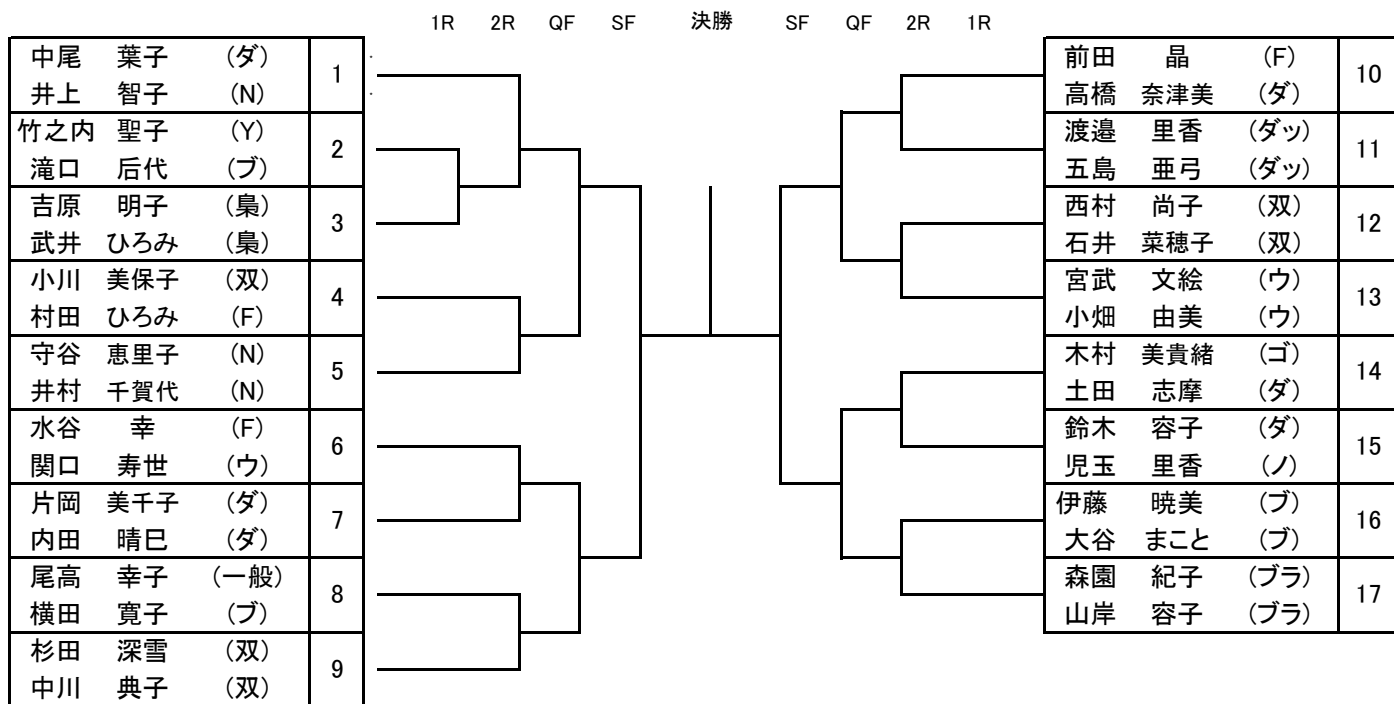 1R 2R QF SF 決勝 SF QF 2R 1R
中尾 葉子 (ダ)
井上 智子 (N)
1
竹之内 聖子 (Y)
滝口 后代 (ブ)
2
吉原 明子 (梟)
武井 ひろみ (梟)
3
小川 美保子 (双)
村田 ひろみ (F)
4
守谷 恵里子 (N)
井村 千賀代 (N)
5
水谷 幸 (F)
関口 寿世 (ウ)
6
片岡 美千子 (ダ)
内田 晴巳 (ダ)
7
尾高 幸子 (一般)
横田 寛子 (ブ)
8
杉田 深雪 (双)
中川 典子 (双)
9
前田 晶 (F)
高橋 奈津美 (ダ)
10
渡邉 里香 (ダッ)
五島 亜弓 (ダッ)
11
西村 尚子 (双)
石井 菜穂子 (双)
12
宮武 文絵 (ウ)
小畑 由美 (ウ)
13
木村 美貴緒 (ゴ)
土田 志摩 (ダ)
14
鈴木 容子 (ダ)
児玉 里香 (ノ)
15
伊藤 暁美 (ブ)
大谷 まこと (ブ)
16
森園 紀子 (ブラ)
山岸 容子 (ブラ)
17